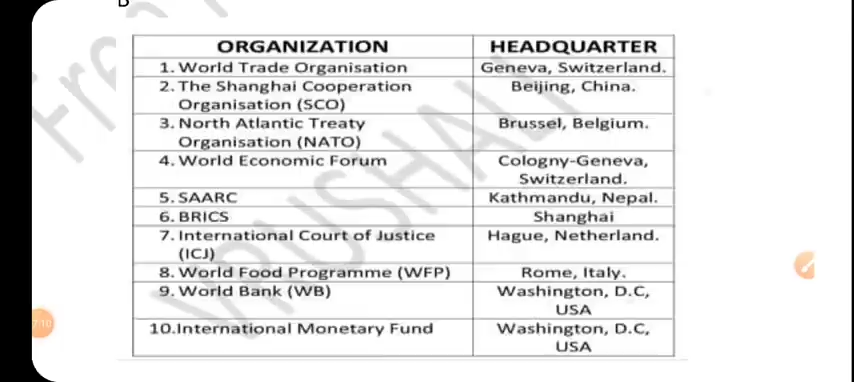 B
ORGANIZATION HEADQUARTER
1. World Trade Organisation Geneva, Switzerland.
2. The Shanghai Cooperation Beijing, China.
Organisation (SCO)
3. North Atlantic Treaty Brussel, Belgium.
Organisation (NATO)
4. World Economic Forum Cologny-Geneva,
Switzerland.
5. SAARC Kathmandu, Nepal.
6. BRICS Shanghai
7. International Court of Justice Hague, Netherland.
(ICJ)
8. World Food Programme (WFP) Rome, Italy.
9. World Bank (WB) Washington, D.C,
USA
10.International Monetary Fund Washington, D.C,
USA
VPUSHALI
7:10